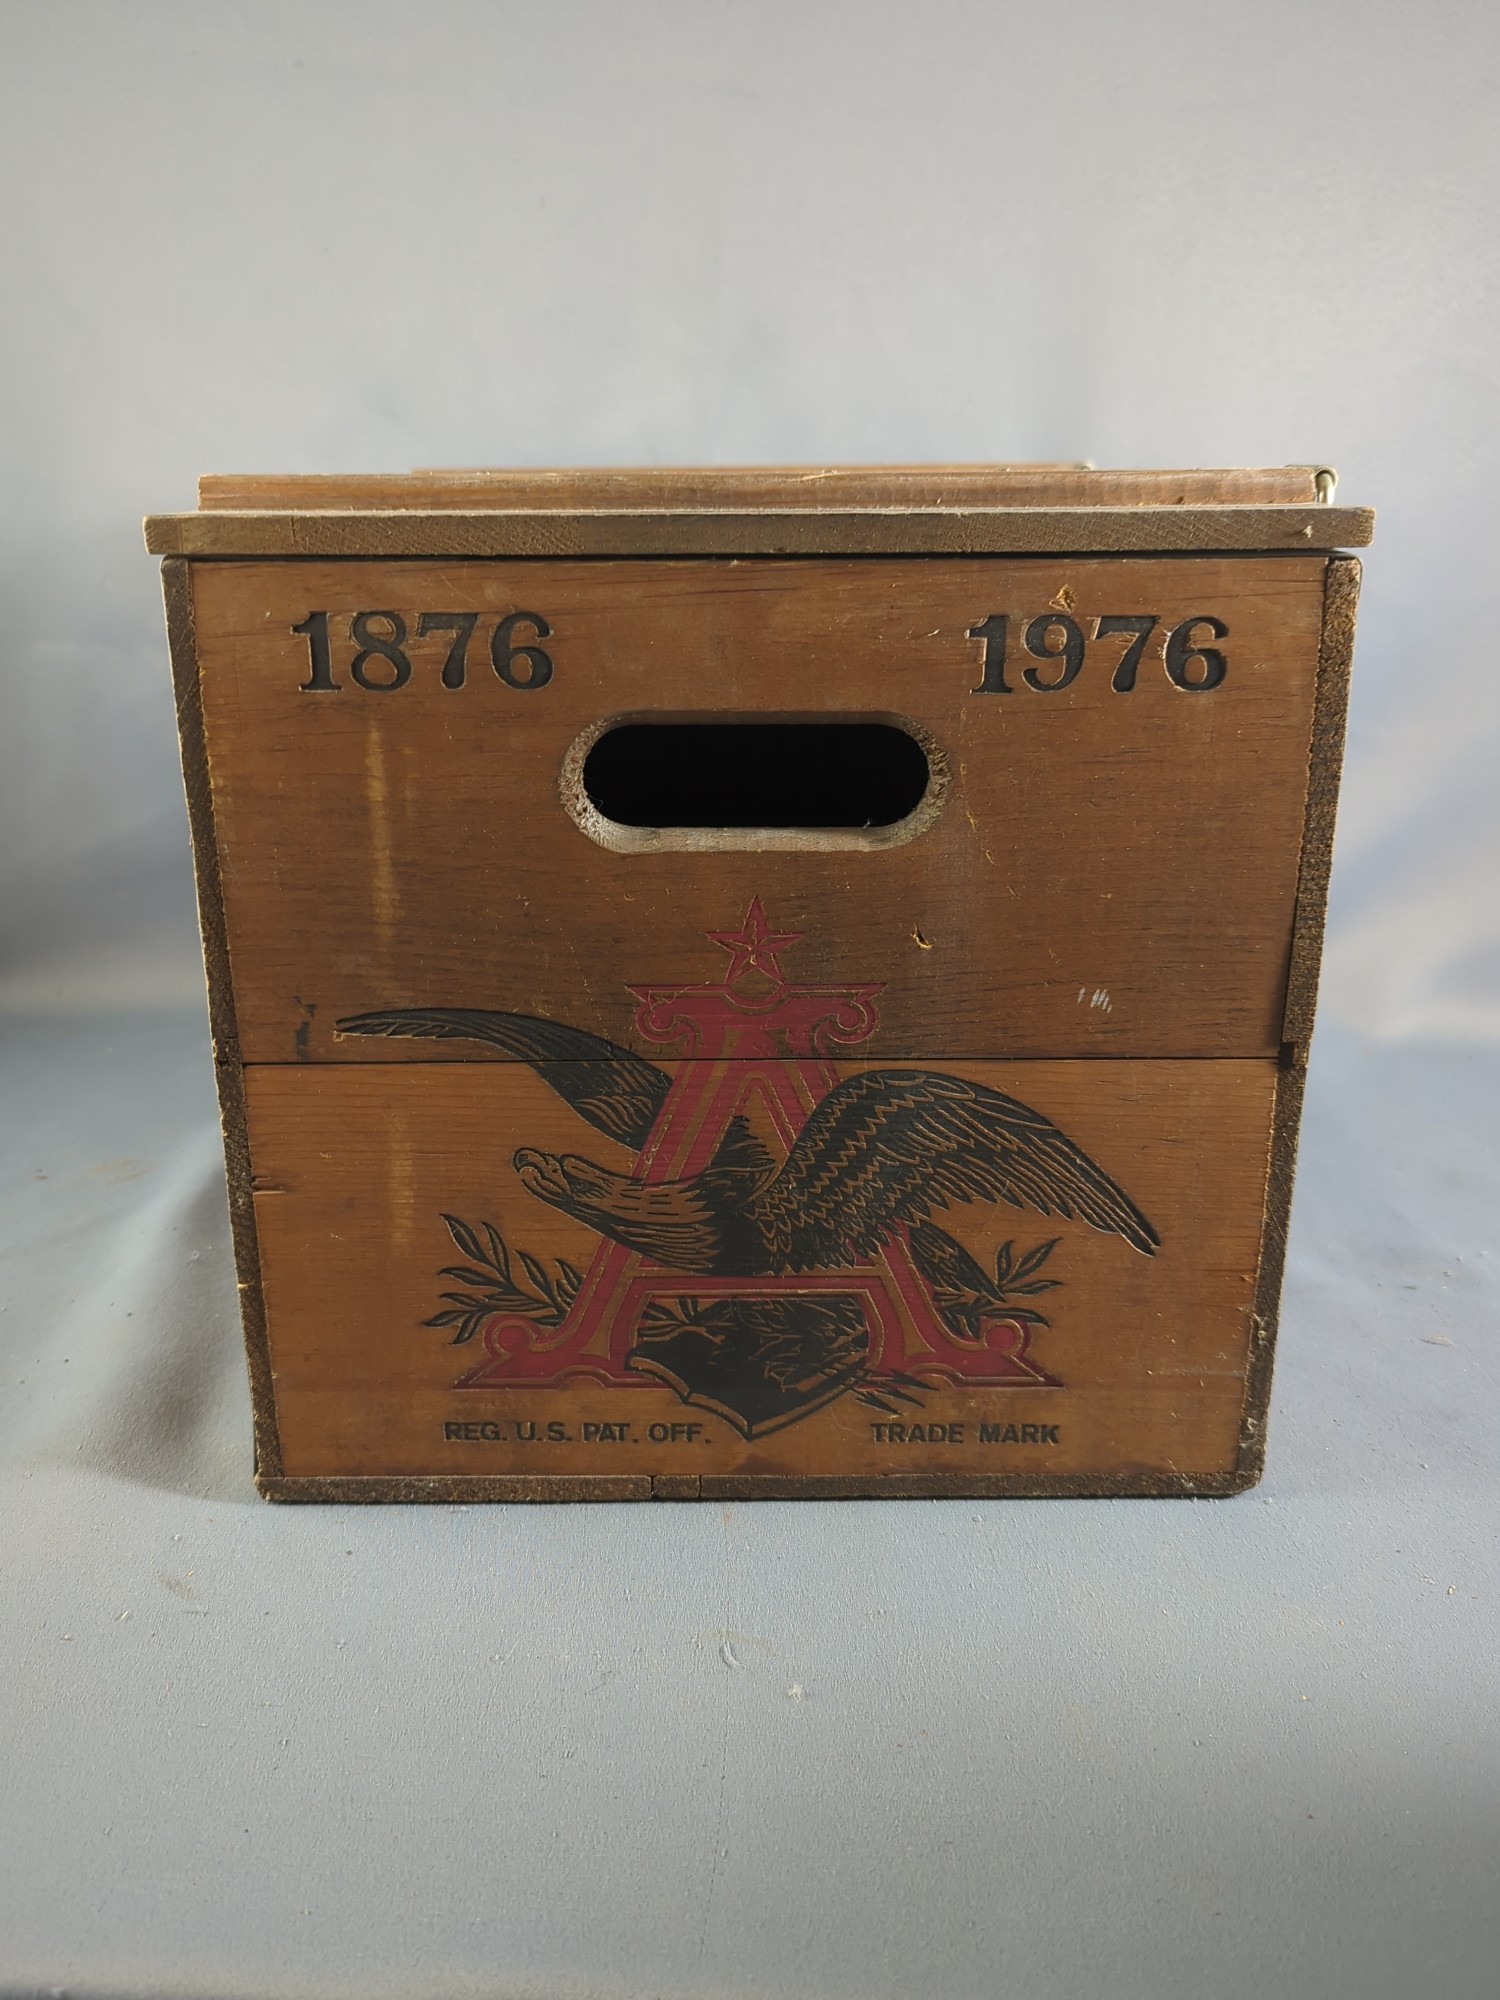 1876 1976
A
REG. U.S. PAT. OFF. TRADE MARK